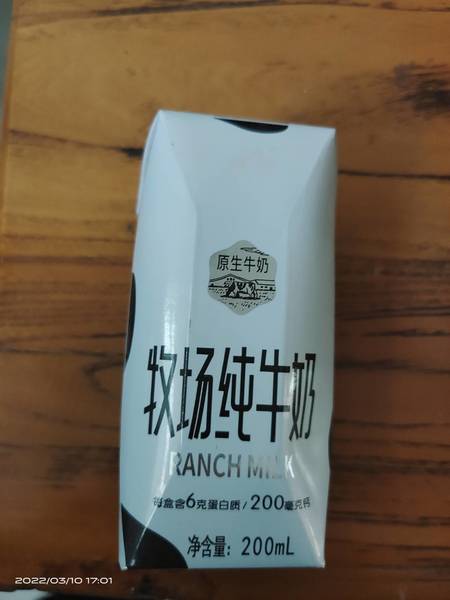 原生牛奶
牧场纯牛奶
RANCH MILK
每盒含6克蛋白质/200毫克钙
净含量：200mL
2022/03/10 17:01